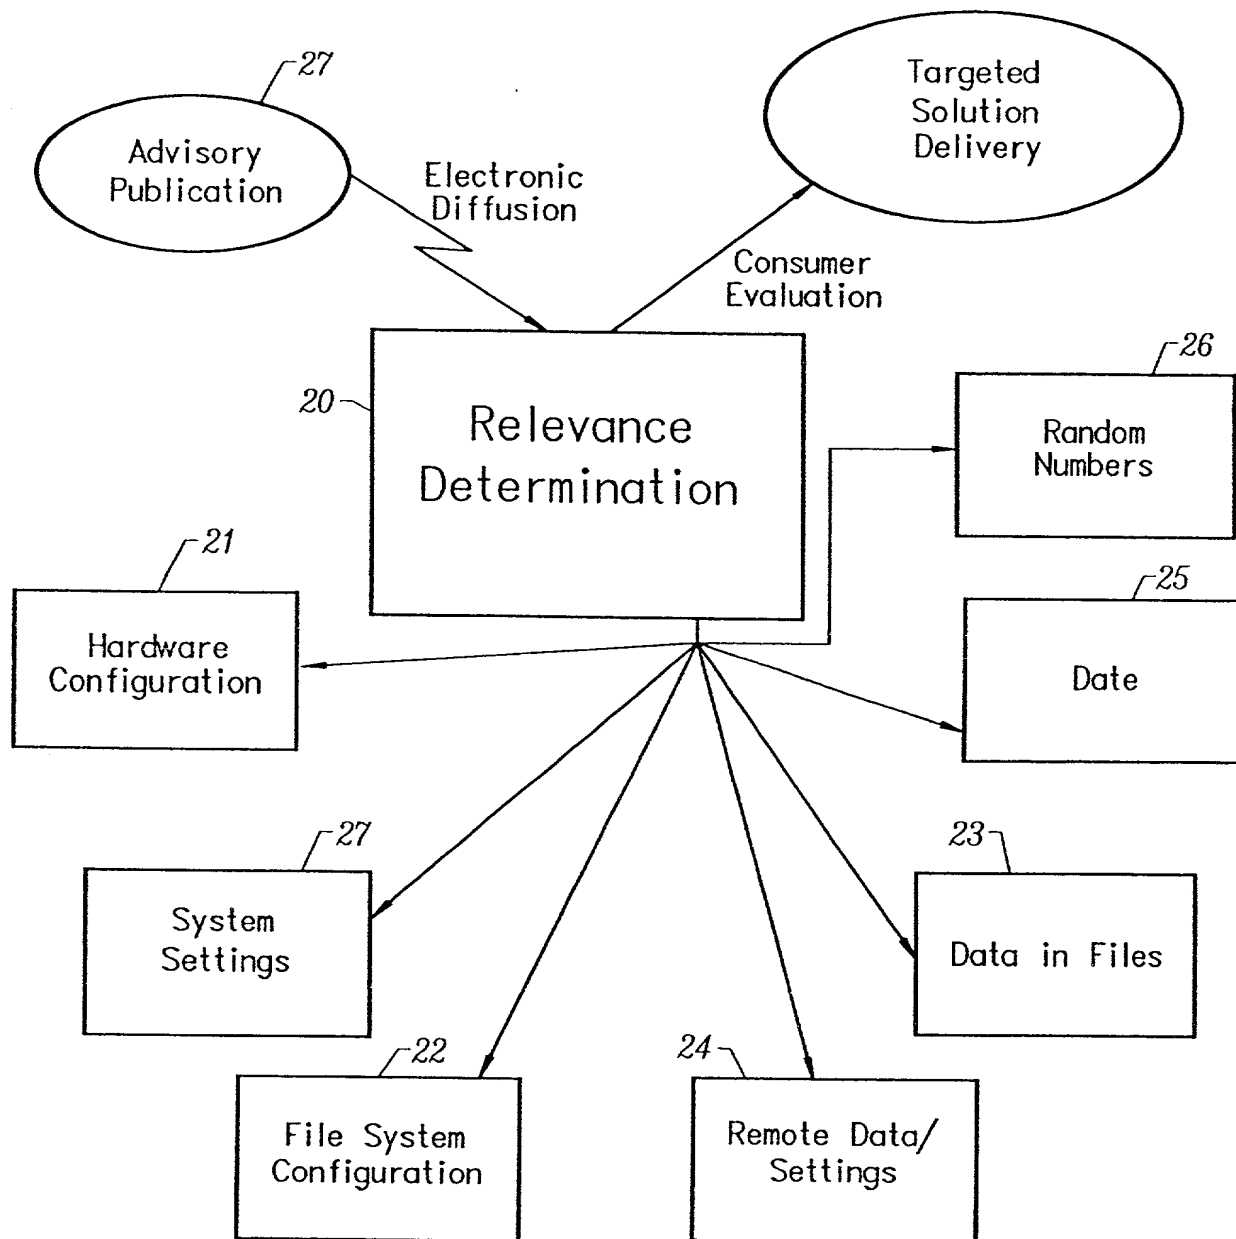 27
Advisory
Publication
Electronic
Diffusion
Targeted
Solution
Delivery
Consumer
Evaluation
20
Relevance
Determination
26
Random
Numbers
21
Hardware
Configuration
25
Date
27
System
Settings
23
Data in Files
22
File System
Configuration
24
Remote Data/
Settings